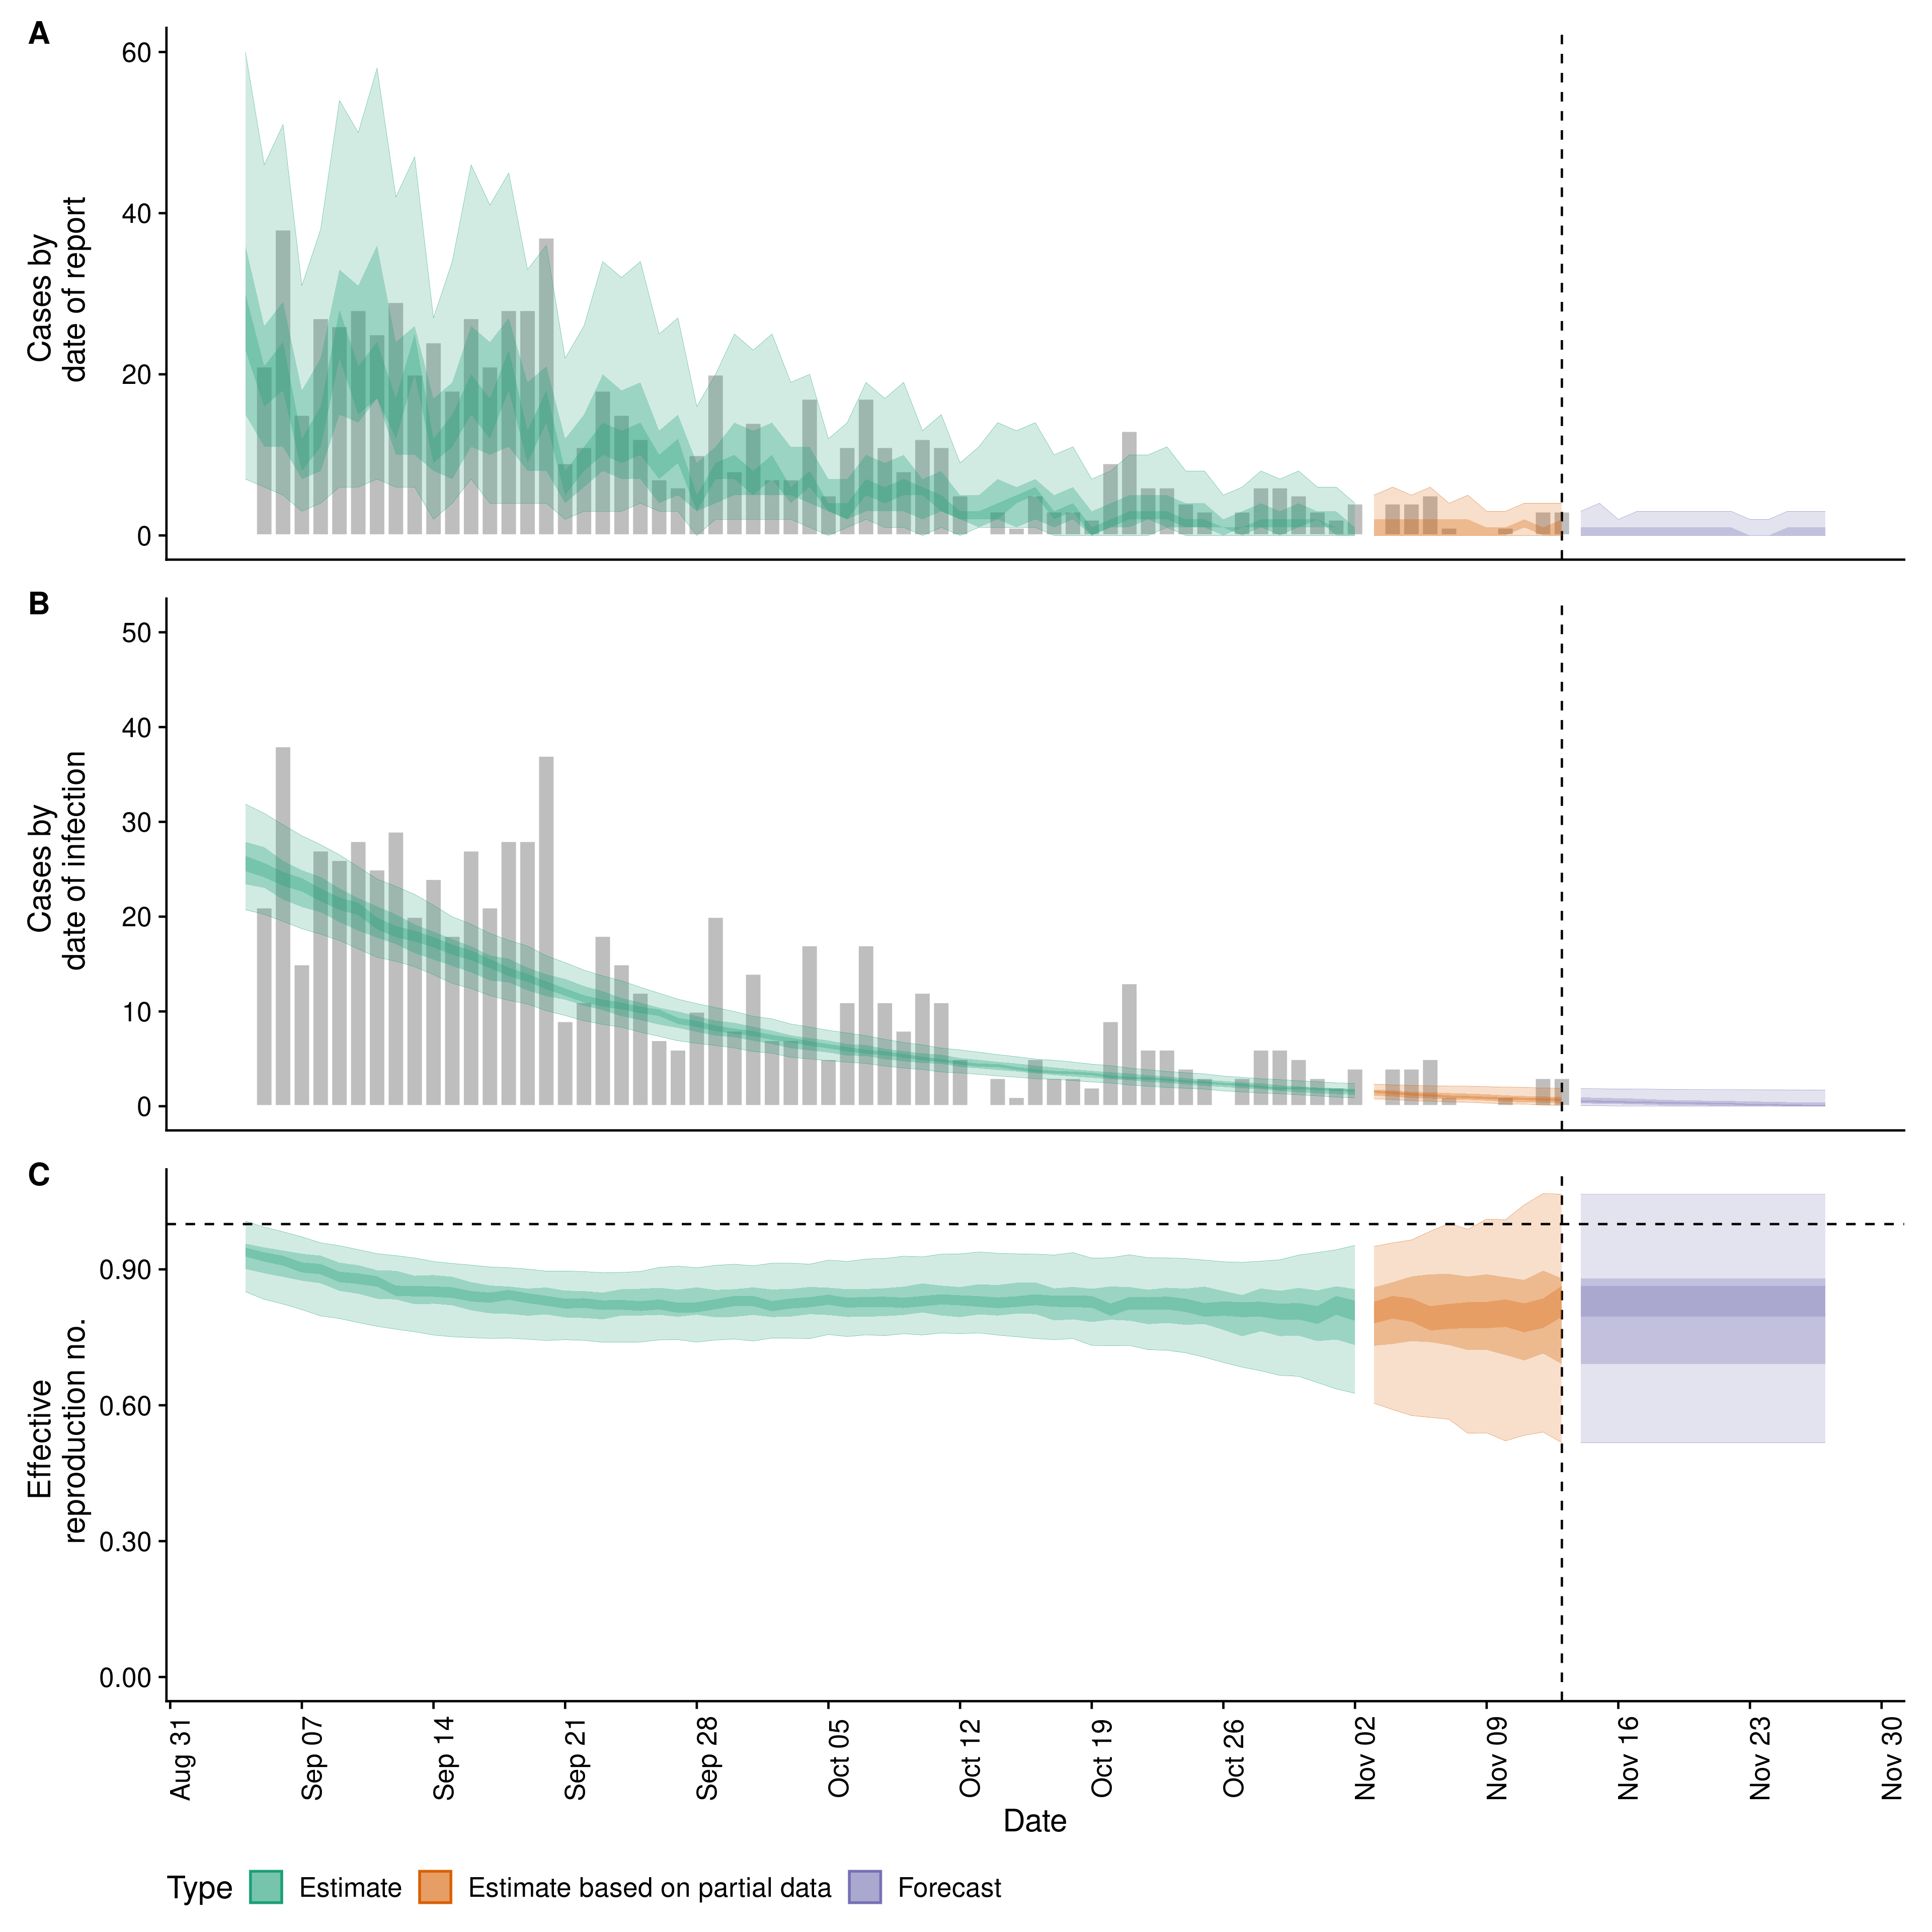 A
Cases by
date of report
60
40
20
0
B
Cases by
date of infection
50
40
30
20
10
0
C
Effective
reproduction no.
0.90
0.60
0.30
0.00
Aug 31
Sep 07
Sep 14
Sep 21
Sep 28
Oct 05
Oct 12
Oct 19
Oct 26
Nov 02
Nov 09
Nov 16
Nov 23
Nov 30
Date
Type
Estimate
Estimate based on partial data
Forecast